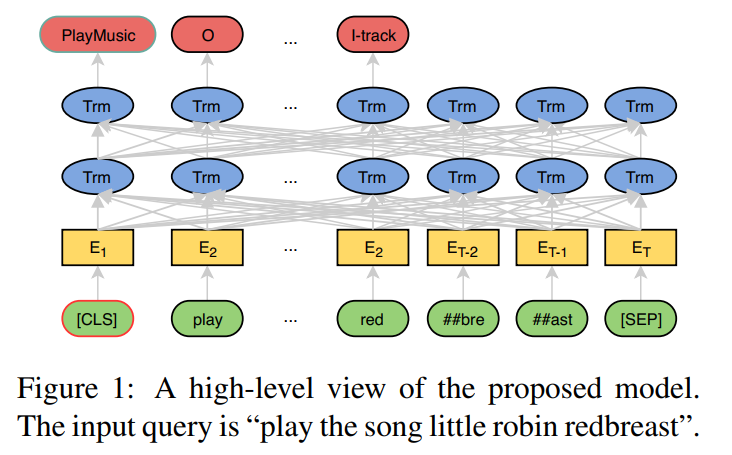 PlayMusic O ... I-track
Trm Trm ... Trm Trm Trm Trm
Trm Trm ... Trm Trm Trm Trm
E1 E2 ... E2 ET-2 ET-1 ET
[CLS] play ... red ##bre ##ast [SEP]
Figure 1: A high-level view of the proposed model.
The input query is “play the song little robin redbreast”.